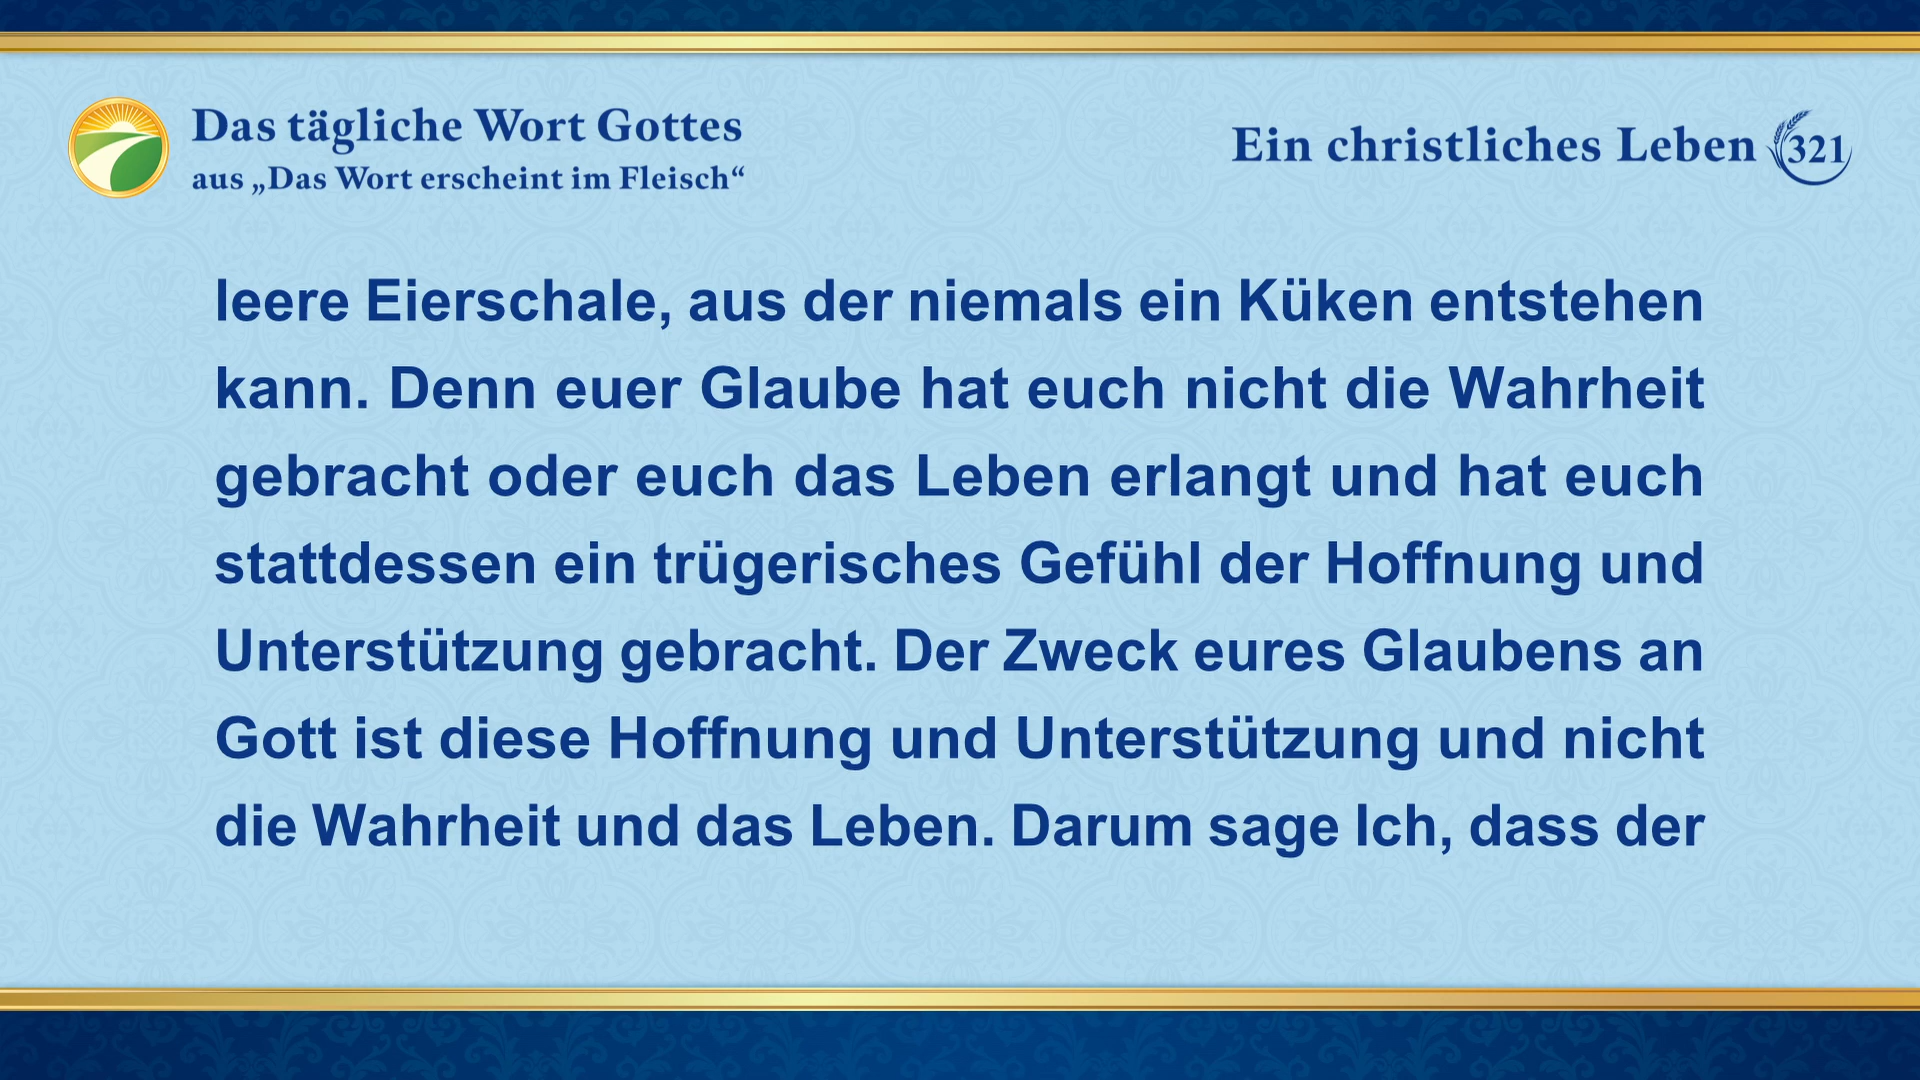 Das tägliche Wort Gottes
aus „Das Wort erscheint im Fleisch“
Ein christliches Leben 321
leere Eierschale, aus der niemals ein Küken entstehen
kann. Denn euer Glaube hat euch nicht die Wahrheit
gebracht oder euch das Leben erlangt und hat euch
stattdessen ein trügerisches Gefühl der Hoffnung und
Unterstützung gebracht. Der Zweck eures Glaubens an
Gott ist diese Hoffnung und Unterstützung und nicht
die Wahrheit und das Leben. Darum sage Ich, dass der